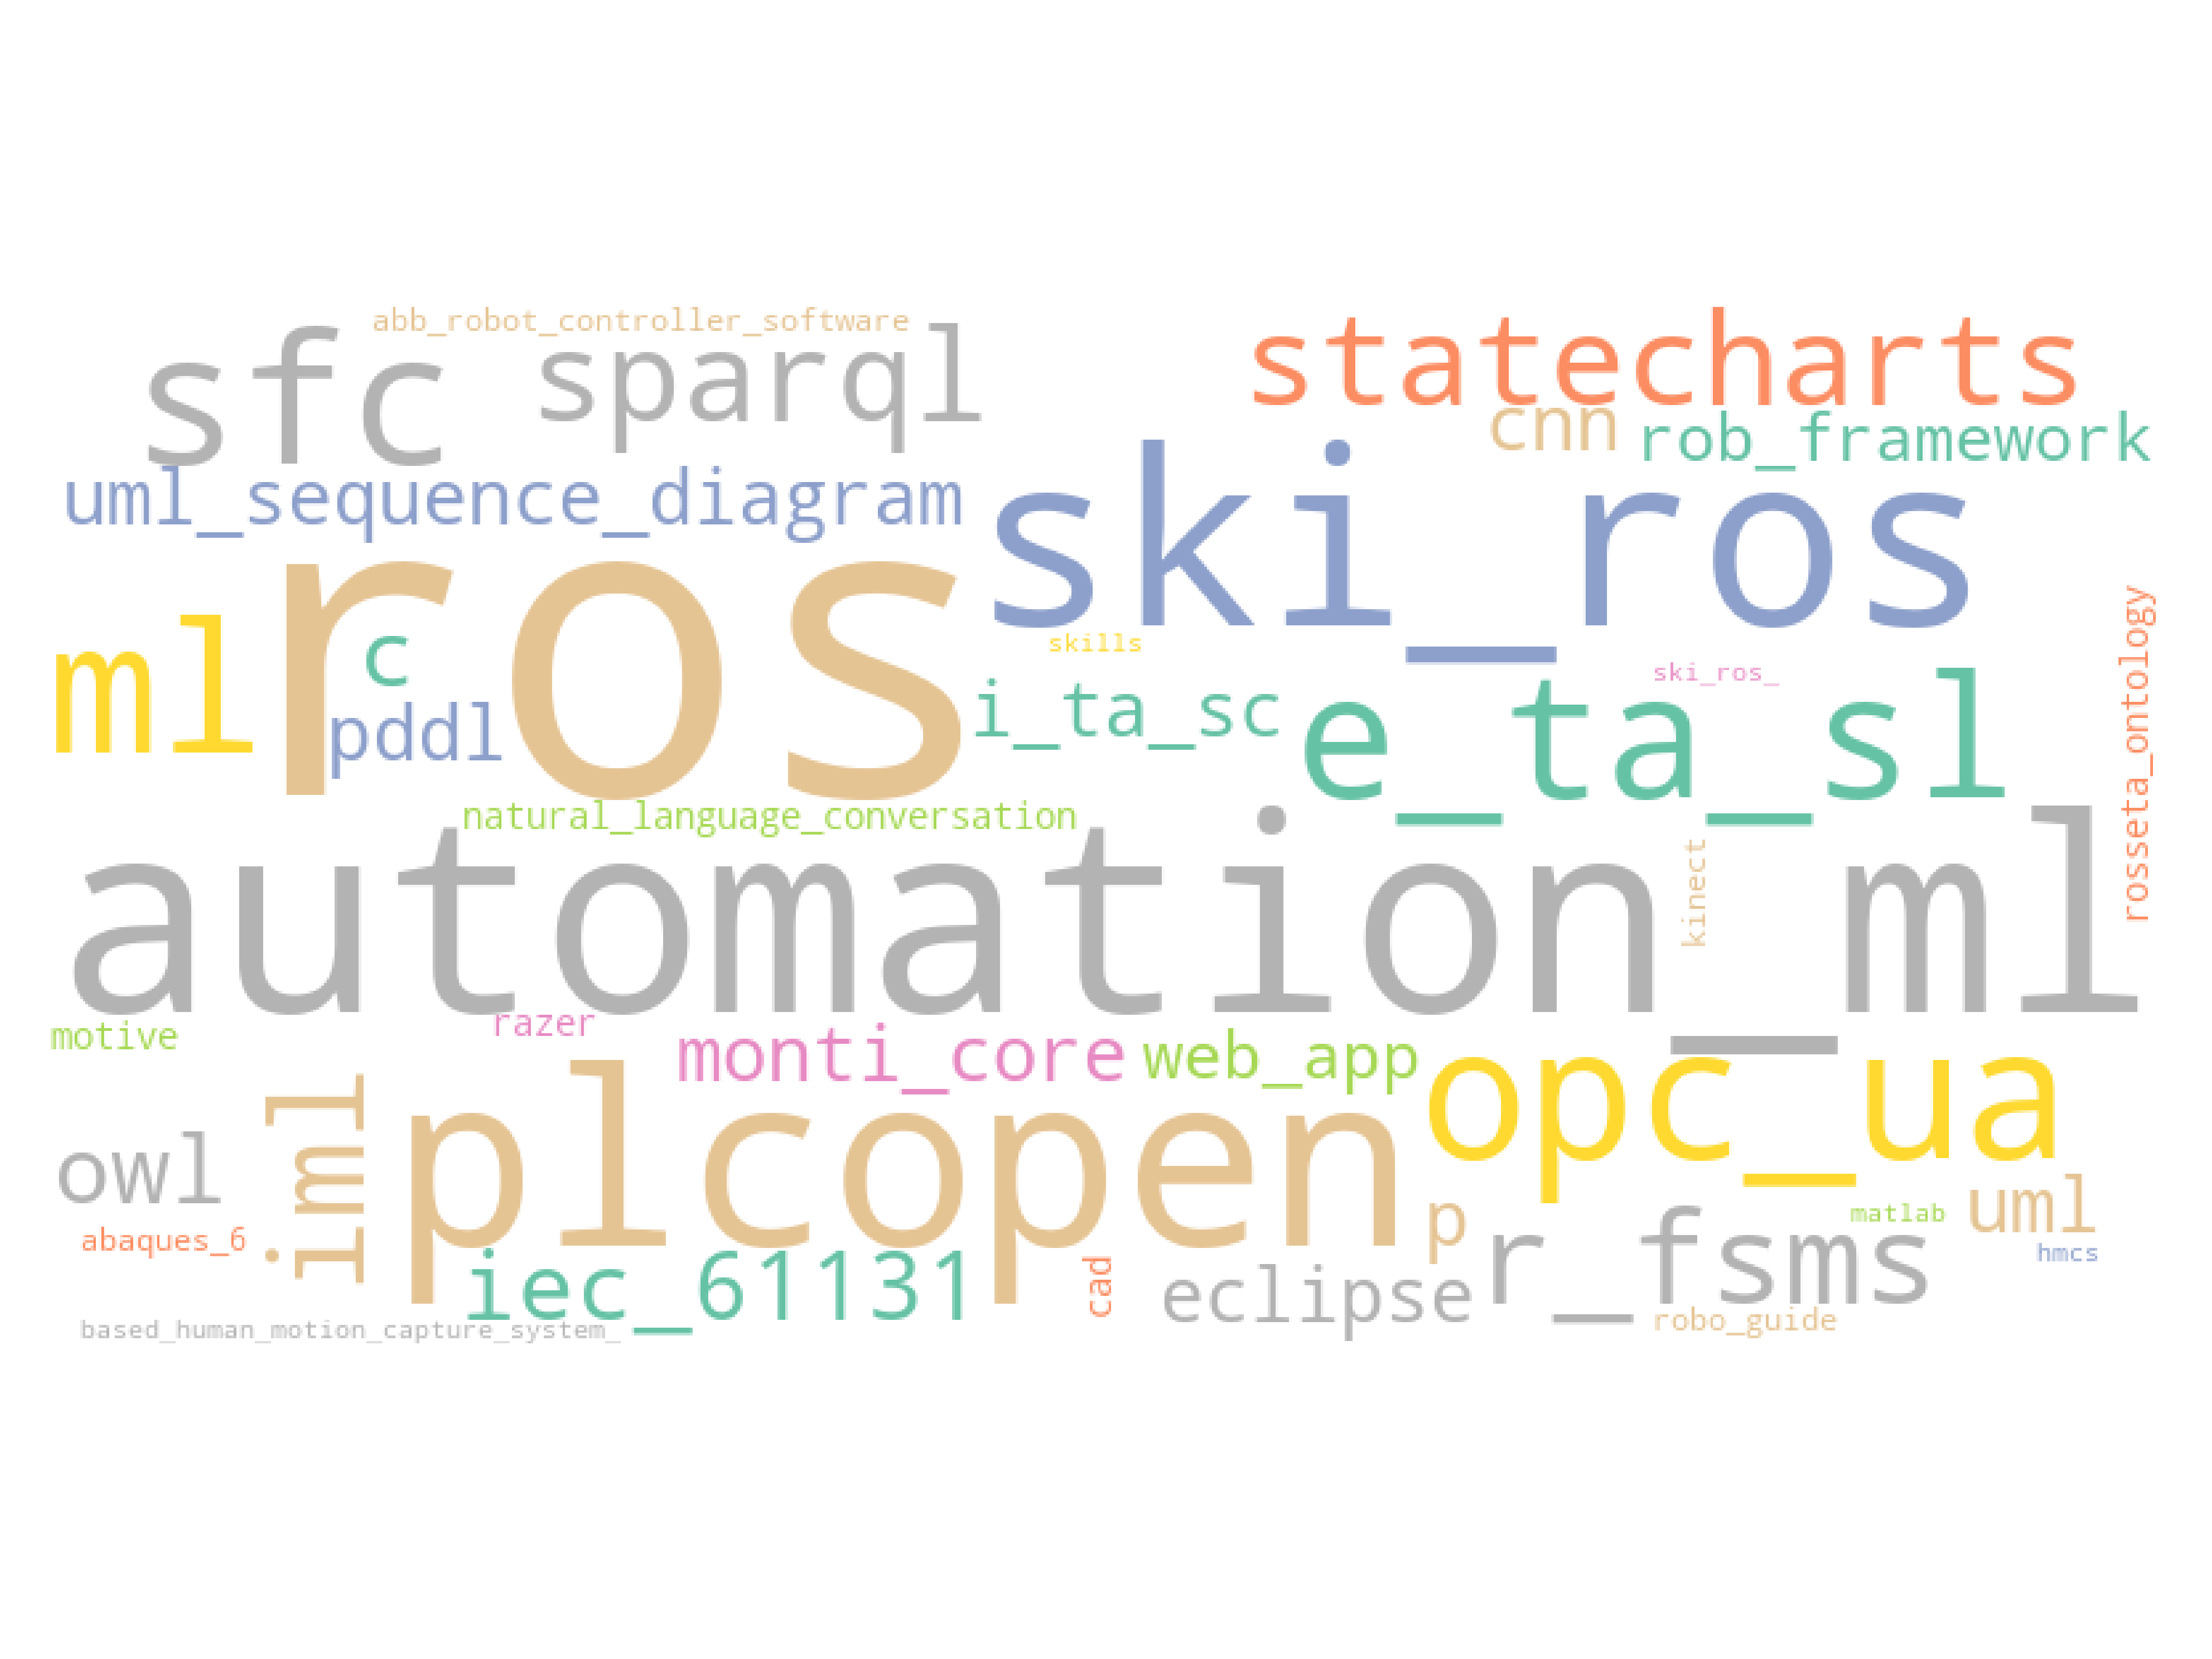 abb_robot_controller_software
sfc
sparql
statecharts
cnn
rob_framework
uml_sequence_diagram
ski_ros
ros
ml
c
skills
ski_ros_
rosseta_ontology
pddl
i_ta_sc
e_ta_sl
natural_language_conversation
automation_ml
kinect
motive
razer
monti_core
web_app
opc_ua
iml
plcopen
owl
p
uml
matlab
r_fsms
abaques_6
hmcs
iec_61131
cad
eclipse
robo_guide
based_human_motion_capture_system_